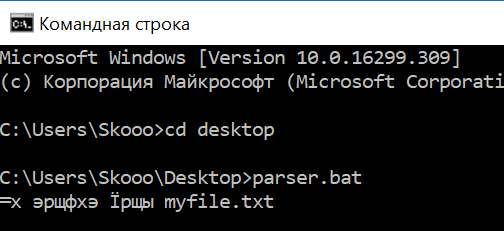 Командная строка
Microsoft Windows [Version 10.0.16299.309]
(c) Корпорация Майкрософт (Microsoft Corporati
C:\Users\Skooo>cd desktop
C:\Users\Skooo\Desktop>parser.bat
═х эрщфхэ Їрщы myfile.txt